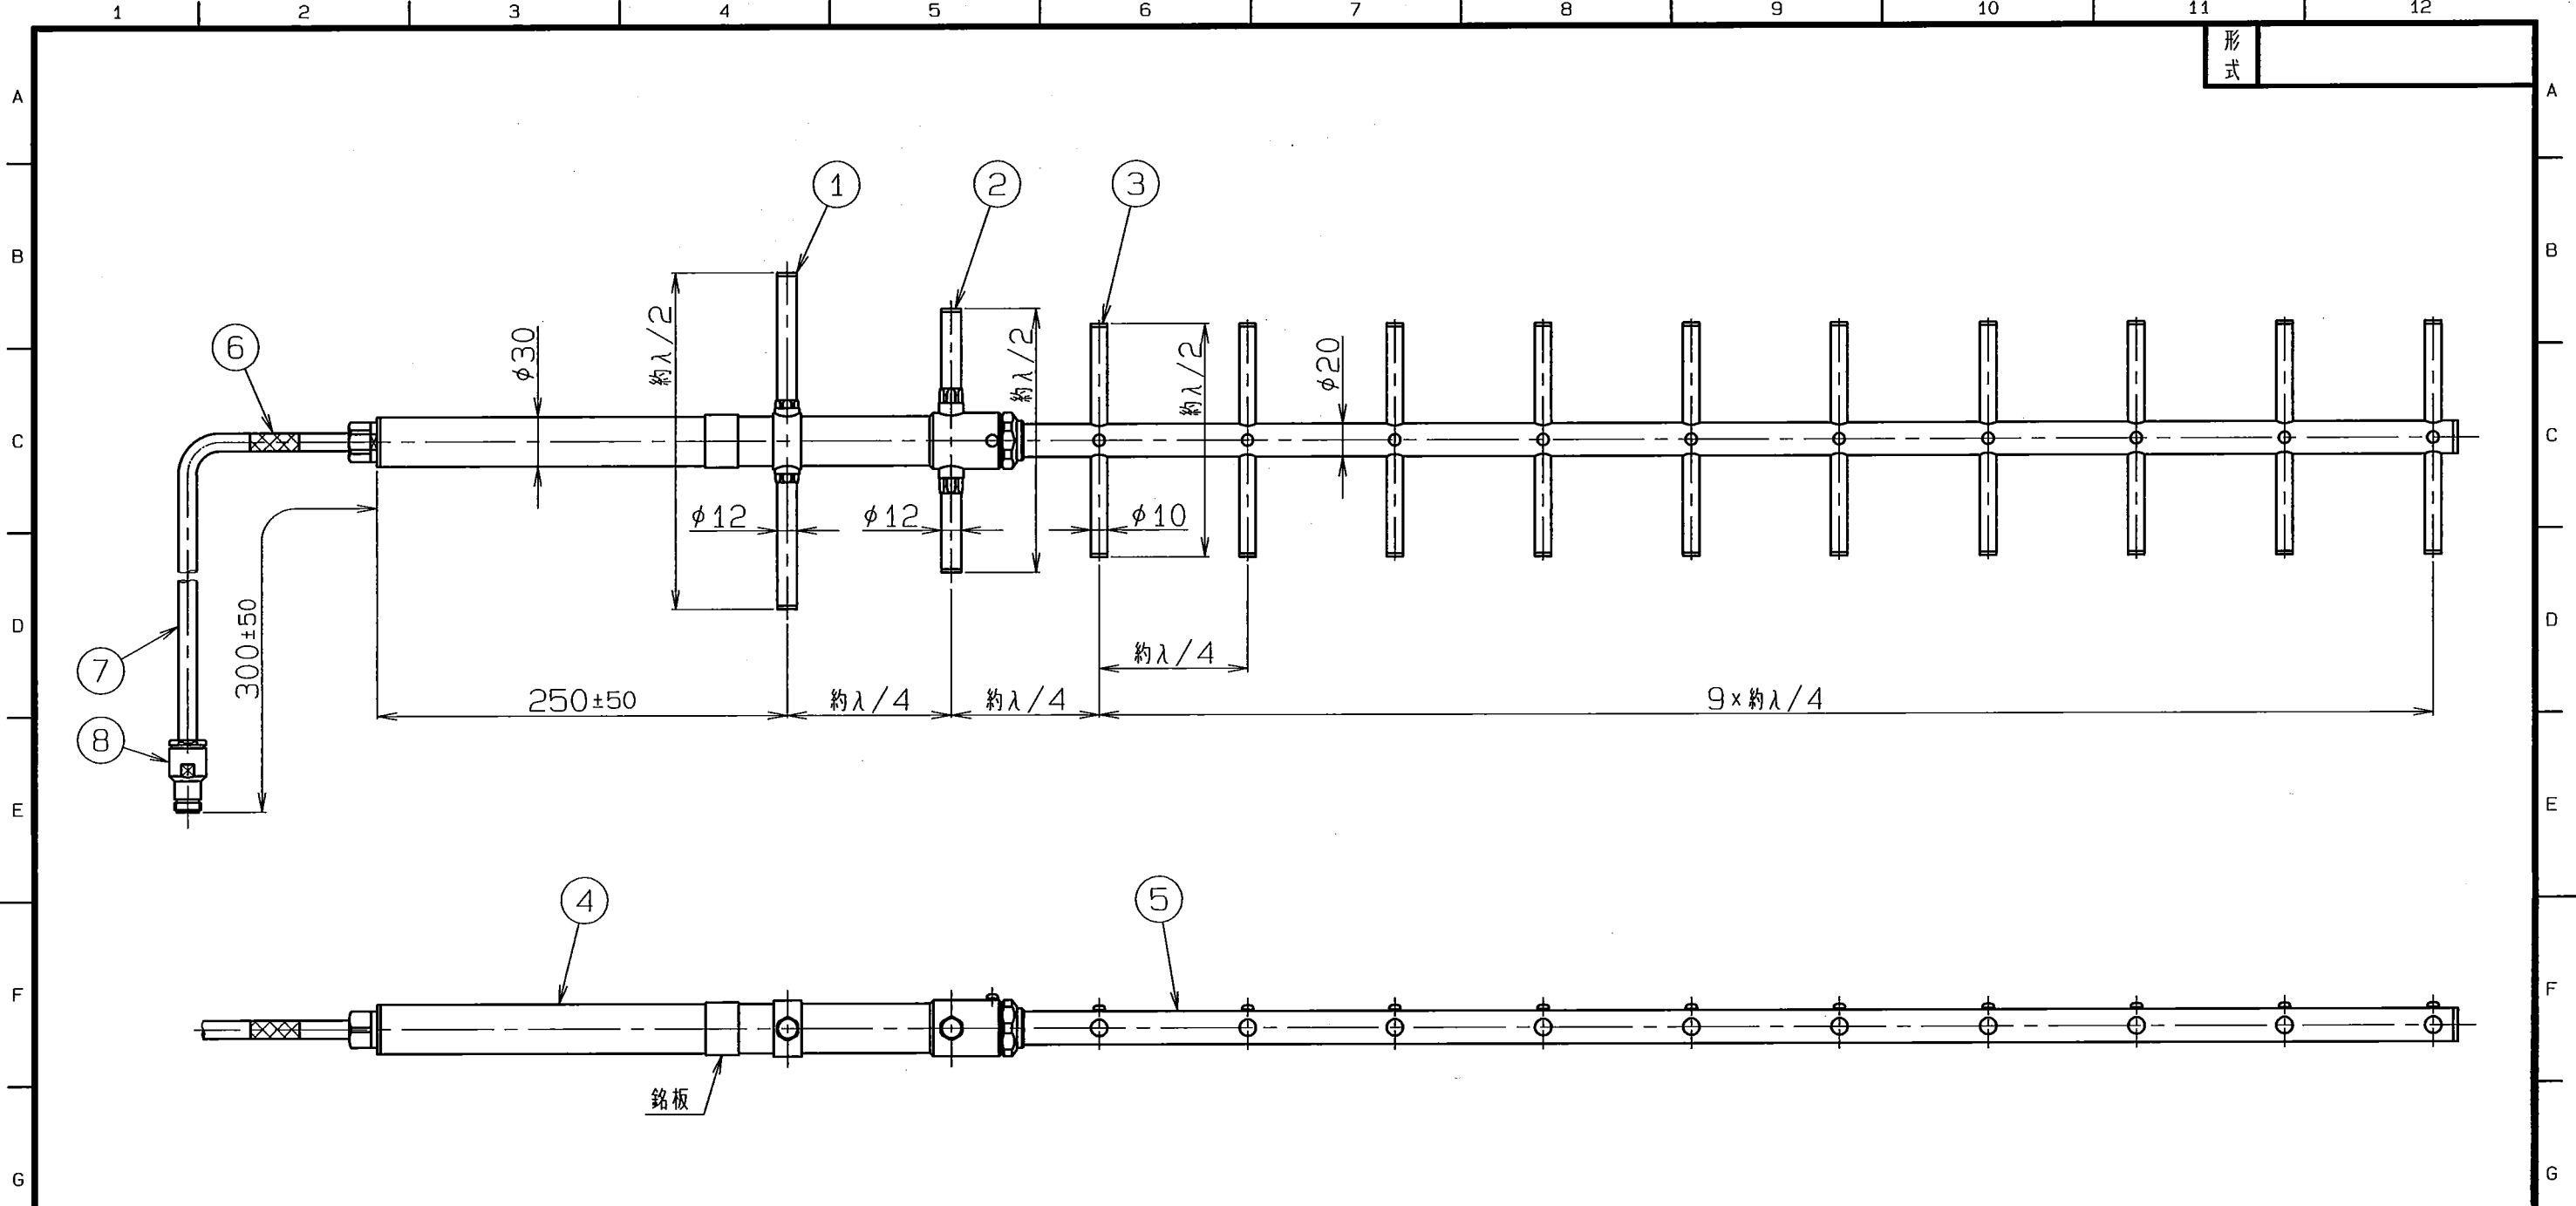 1 2 3 4 5 6 7 8 9 10 11 12
形
式
A A
① ② ③
B B
⑥ φ30 約λ/2 約λ/2 約λ/2 φ20
C C
φ12 φ12 φ10
D D
⑦ 300±50 約λ/4
250±50 約λ/4 約λ/4 9×約λ/4
⑧
E E
④ ⑤
F F
銘板
G G